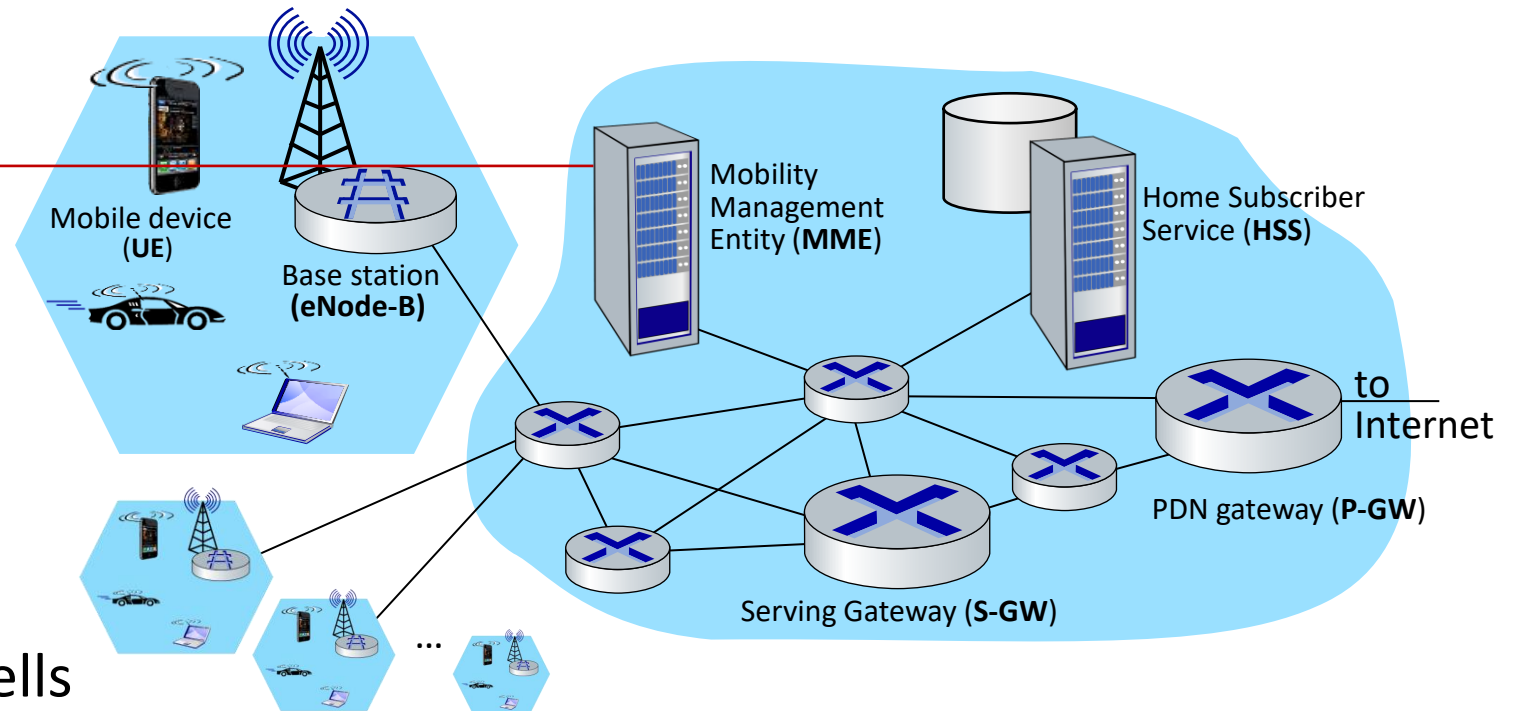 Mobile device
(UE)
Base station
(eNode-B)
Mobility
Management
Entity (MME)
Home Subscriber
Service (HSS)
to
Internet
PDN gateway (P-GW)
Serving Gateway (S-GW)
...
ells